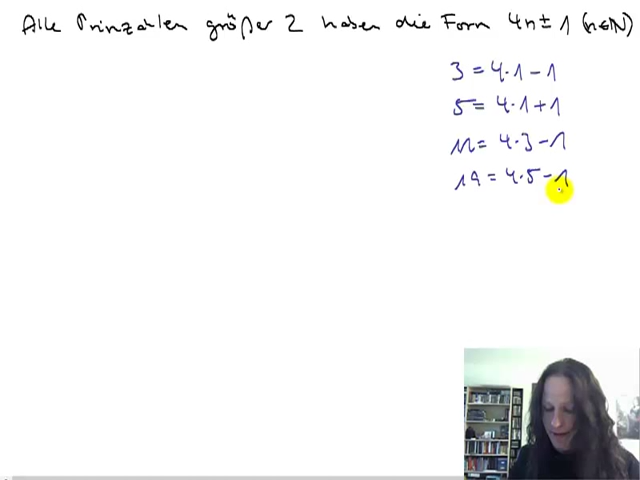 Alle Primzahlen größer 2 haben die Form 4n±1 (n∈ℕ)
3 = 4·1-1
5 = 4·1+1
11 = 4·3-1
19 = 4·5-1